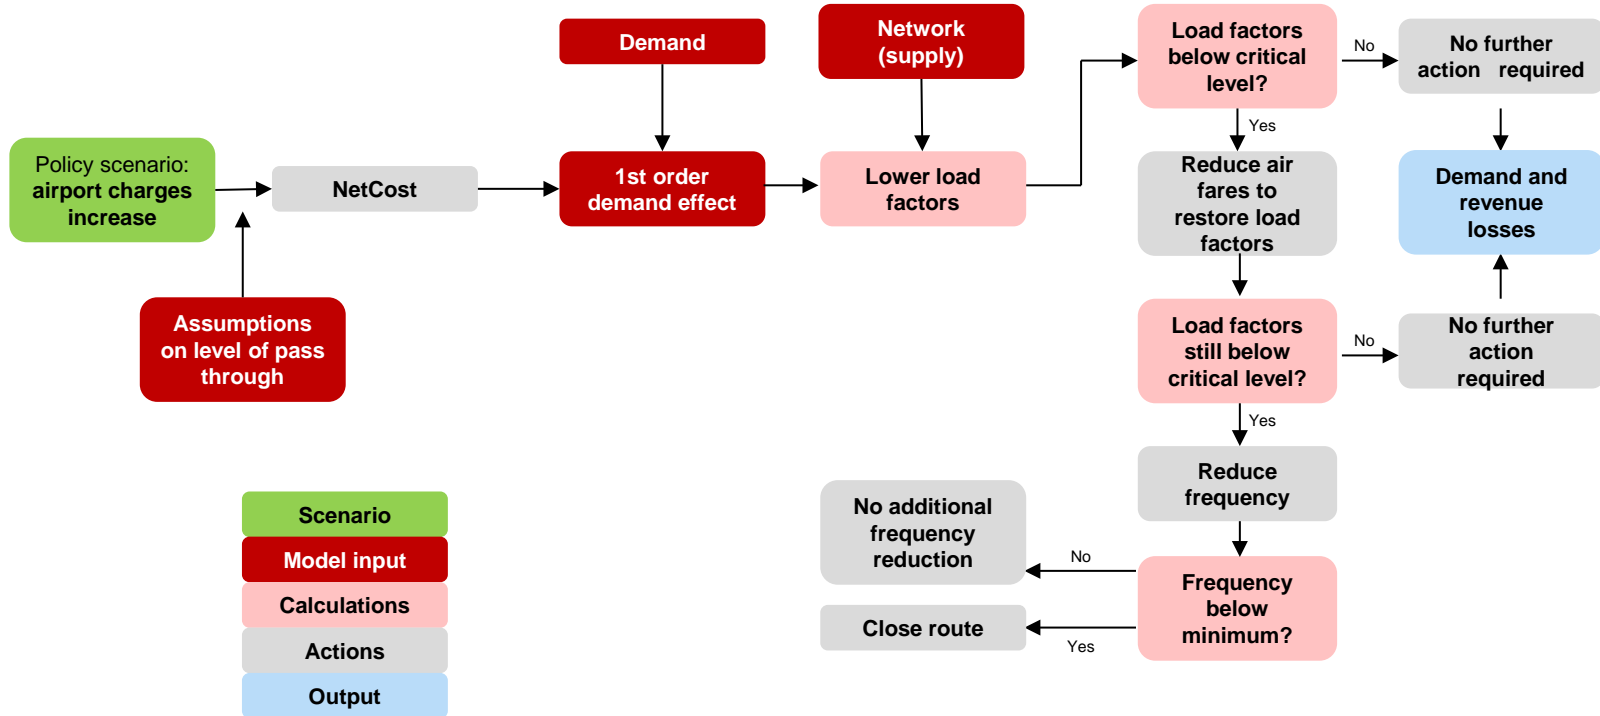 Policy scenario:
airport charges
increase
Assumptions
on level of pass
through
NetCost
Demand
1st order
demand effect
Network
(supply)
Lower load
factors
Load factors
below critical
level?
No
No further
action   required
Yes
Reduce air
fares to
restore load
factors
Demand and
revenue
losses
Load factors
still below
critical level?
No
No further
action
required
Yes
Reduce
frequency
Frequency
below
minimum?
No
No additional
frequency
reduction
Yes
Close route
Scenario
Model input
Calculations
Actions
Output